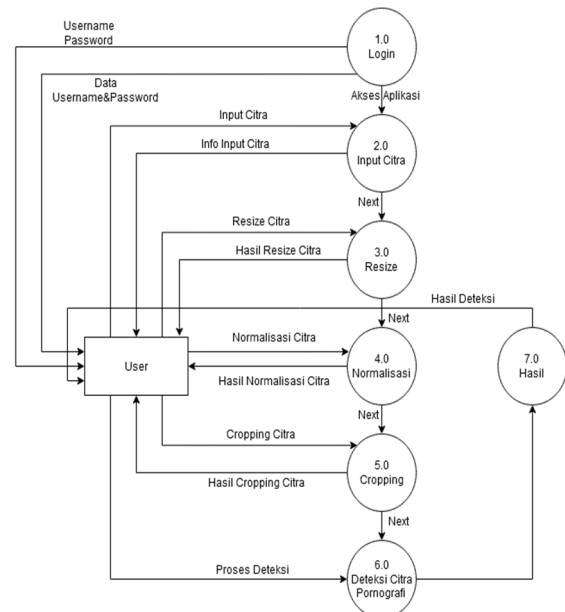 Username
Password
1.0
Login
Data
Username&Password
Akses Aplikasi
Input Citra
2.0
Input Citra
Info Input Citra
Next
Resize Citra
3.0
Resize
Hasil Resize Citra
Hasil Deteksi
Next
Normalisasi Citra
4.0
Normalisasi
7.0
Hasil
User
Hasil Normalisasi Citra
Next
Cropping Citra
5.0
Cropping
Hasil Cropping Citra
Next
Proses Deteksi
6.0
Deteksi Citra
Pornografi